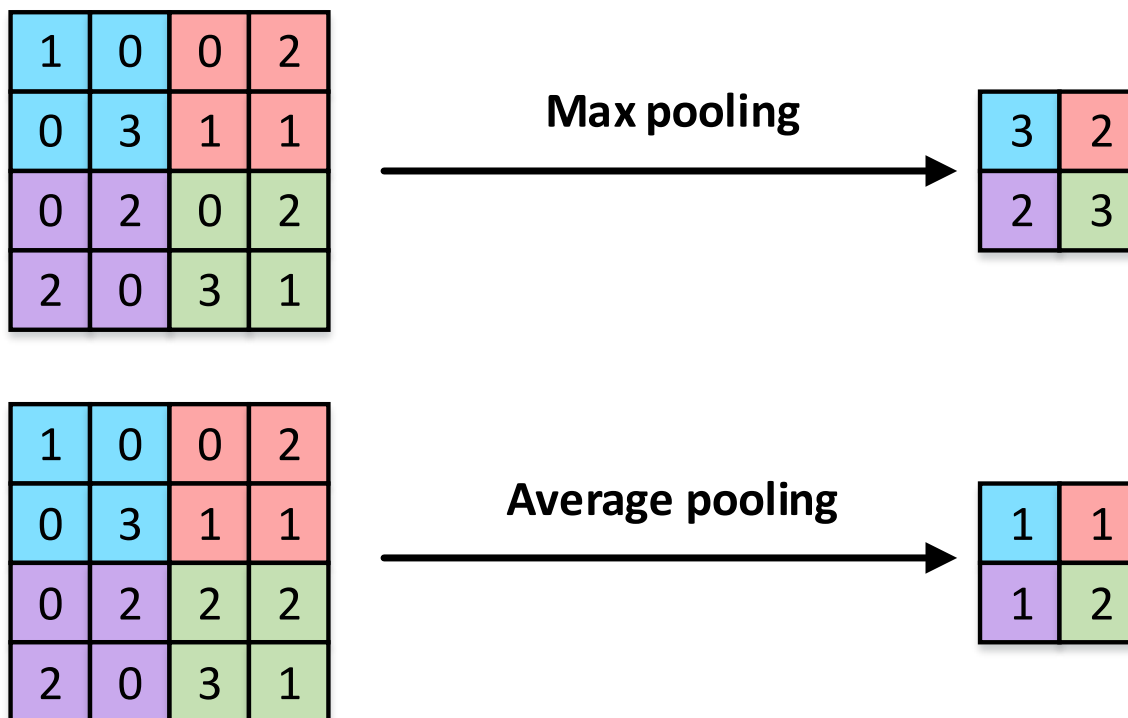 1 0 0 2
0 3 1 1
0 2 0 2
2 0 3 1
Max pooling
3 2
2 3
1 0 0 2
0 3 1 1
0 2 2 2
2 0 3 1
Average pooling
1 1
1 2